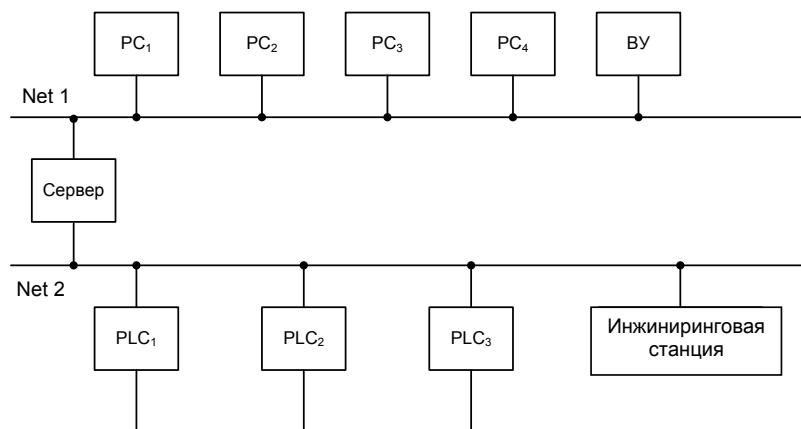 PC₁
PC₂
PC₃
PC₄
ВУ
Net 1
Сервер
Net 2
PLC₁
PLC₂
PLC₃
Инжиниринговая
станция